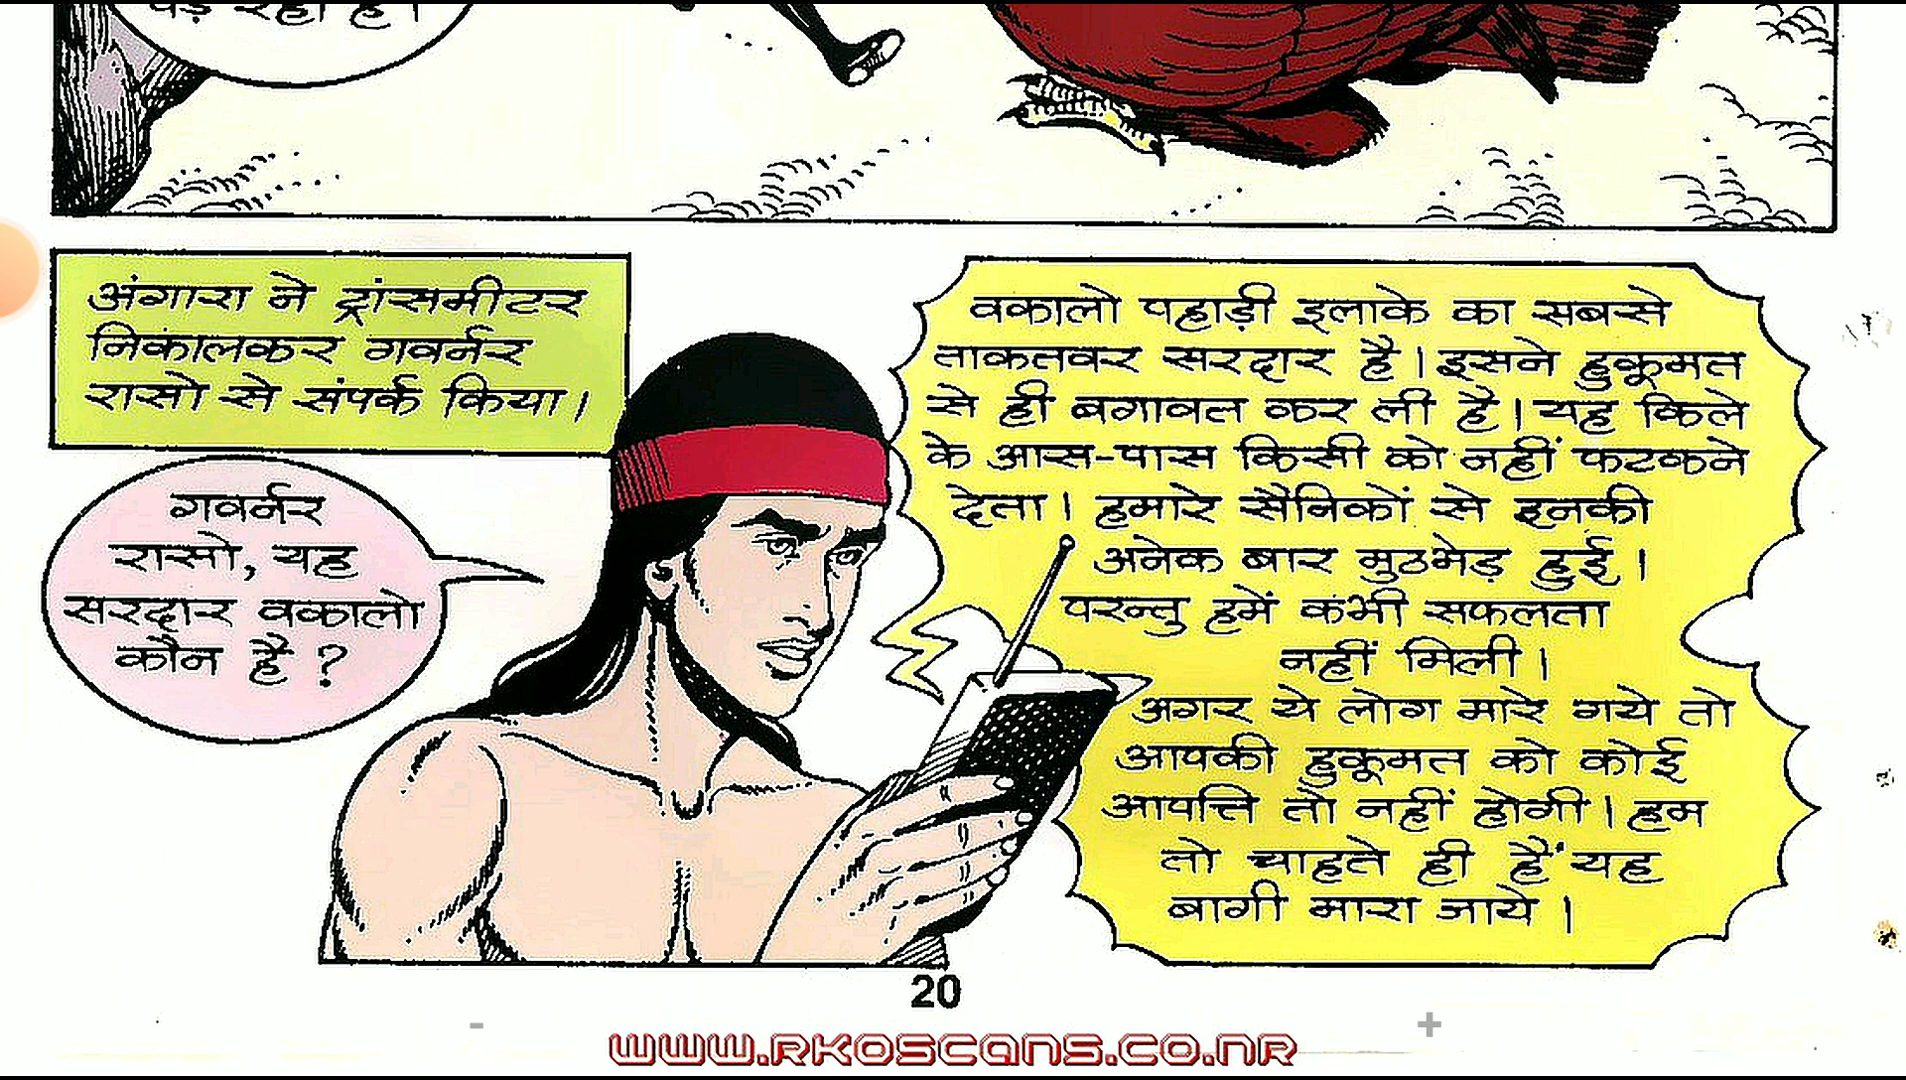 पड़ रहा है।
अंगारा ने ट्रांसमीटर
निकालकर गवर्नर
रासो से संपर्क किया।
गवर्नर
रासो, यह
सरदार वकालो
कौन है ?
वकालो पहाड़ी इलाके का सबसे
ताकतवर सरदार है। इसने हुकूमत
से ही बगावत कर ली है। यह किले
के आस-पास किसी को नहीं फटकने
देता। हमारे सैनिकों से इनकी
अनेक बार मुठभेड़ हुई।
परन्तु हमें कभी सफलता
नहीं मिली।
अगर ये लोग मारे गये तो
आपकी हुकूमत को कोई
आपत्ति तो नहीं होगी। हम
तो चाहते ही हैं यह
बागी मारा जाये।
20
- +
www.RKOSCANS.CO.NR